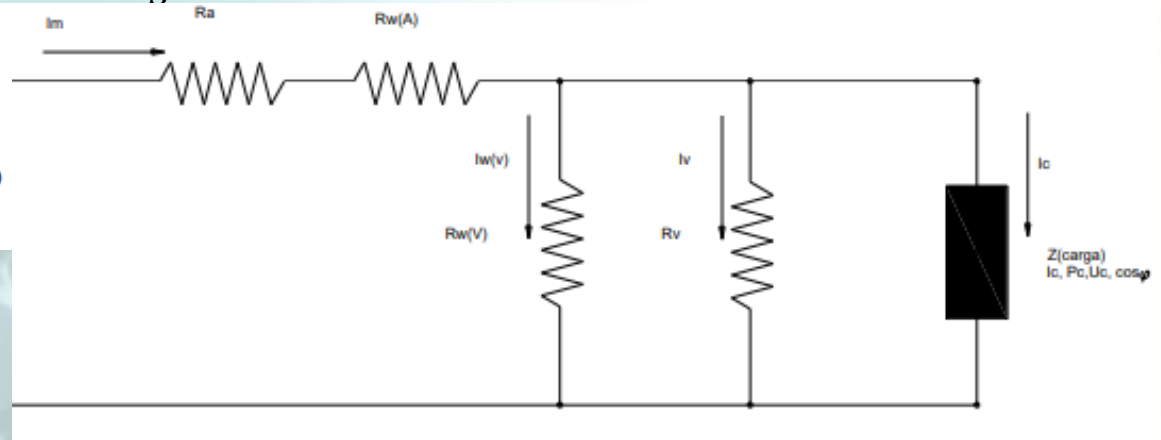 Im
Ra
Rw(A)
Iw(v)
Iv
Ic
)
Rw(V)
Rv
Z(carga)
Ic, Pc,Uc, cosφ